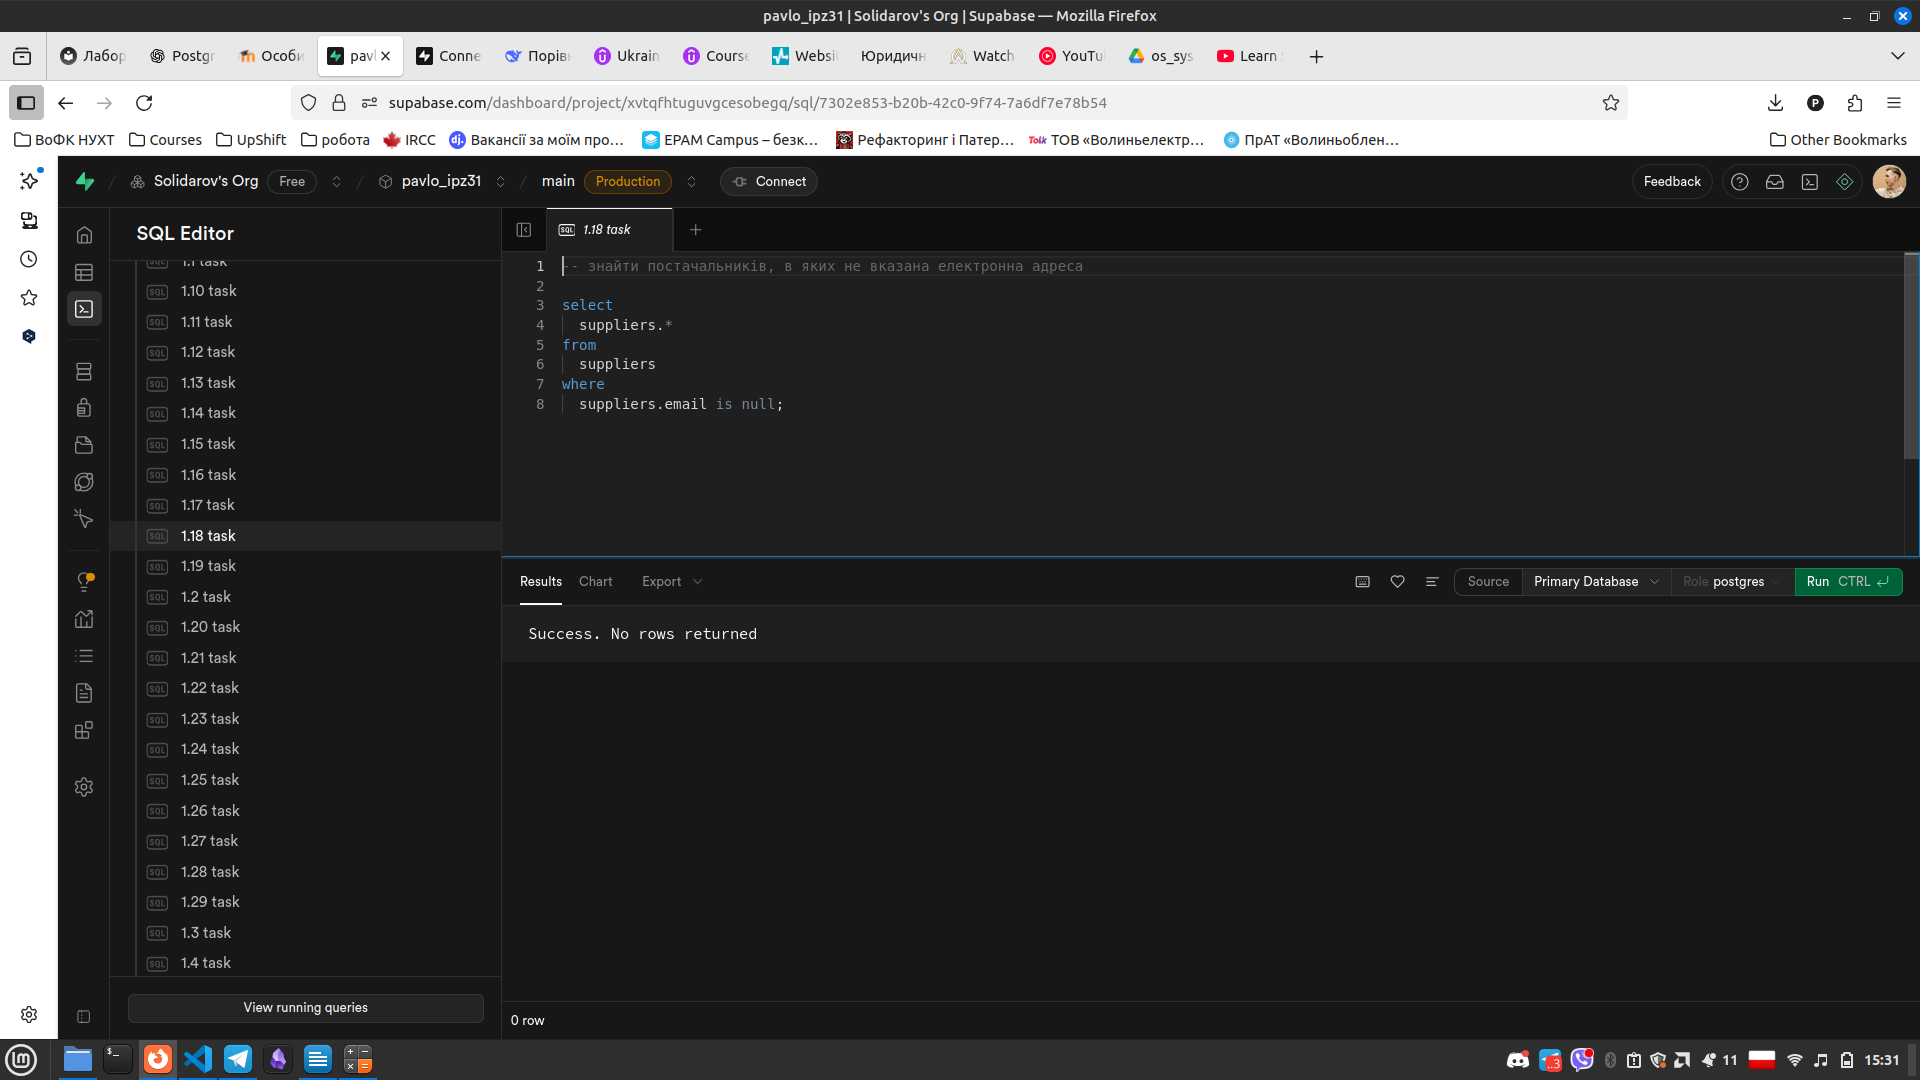 pavlo_ipz31 | Solidarov's Org | Supabase — Mozilla Firefox
Лабор
Postgr
Особи
pavl
Conne
Порівн
Ukrain
Course
Websit
Юридичн
Watch
YouTu
os_sys
Learn
supabase.com/dashboard/project/xvtqfhtuguvgcesobegq/sql/7302e853-b20b-42c0-9f74-7a6df7e78b54
ВоФК НУХТ
Courses
UpShift
робота
IRCC
Вакансії за моїм про…
EPAM Campus – безк…
Рефакторинг і Патер…
ТОВ «Волиньелектр…
ПрАТ «Волиньоблен…
Other Bookmarks
Solidarov's Org Free
pavlo_ipz31
main Production
Connect
Feedback
SQL Editor
1.1 task
1.10 task
1.11 task
1.12 task
1.13 task
1.14 task
1.15 task
1.16 task
1.17 task
1.18 task
1.19 task
1.2 task
1.20 task
1.21 task
1.22 task
1.23 task
1.24 task
1.25 task
1.26 task
1.27 task
1.28 task
1.29 task
1.3 task
1.4 task
View running queries
SQL 1.18 task
1 -- знайти постачальників, в яких не вказана електронна адреса
2
3 select
4 suppliers.*
5 from
6 suppliers
7 where
8 suppliers.email is null;
Results Chart Export
Source Primary Database Role postgres Run CTRL
Success. No rows returned
0 row
11
15:31